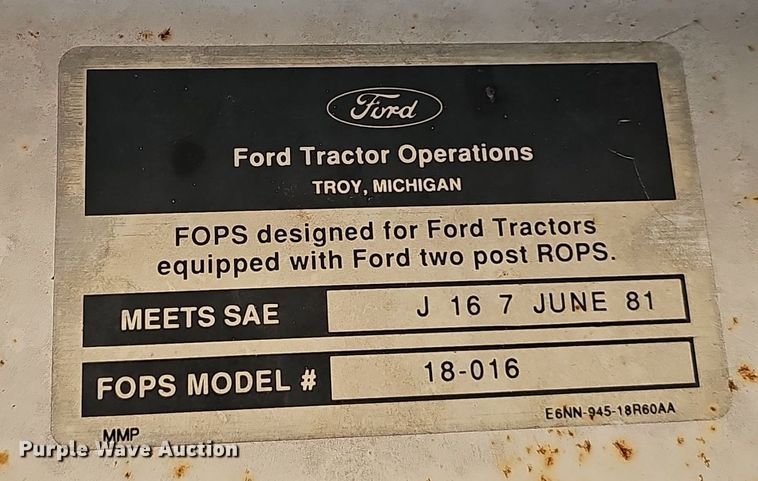 Ford
Ford Tractor Operations
TROY, MICHIGAN
FOPS designed for Ford Tractors
equipped with Ford two post ROPS.
MEETS SAE J 16 7 JUNE 81
FOPS MODEL # 18-016
E6NN-945-18R60AA
MMP
Purple Wave Auction